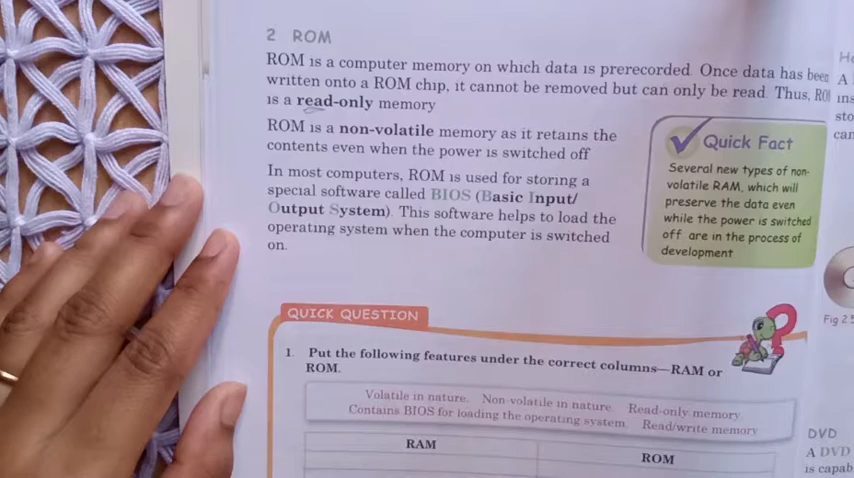 2 ROM
ROM is a computer memory on which data is prerecorded. Once data has been
written onto a ROM chip, it cannot be removed but can only be read. Thus, ROM
is a read-only memory
ROM is a non-volatile memory as it retains the
contents even when the power is switched off
In most computers, ROM is used for storing a
special software called BIOS (Basic Input/
Output System). This software helps to load the
operating system when the computer is switched
on.
Quick Fact
Several new types of non-
volatile RAM, which will
preserve the data even
while the power is switched
off are in the process of
development
QUICK QUESTION
1. Put the following features under the correct columns—RAM or
ROM.
Volatile in nature. Non-volatile in nature. Read-only memory
Contains BIOS for loading the operating system. Read/write memory
RAM
ROM
A
Fig 2.5
DVD
A DVD
is capab